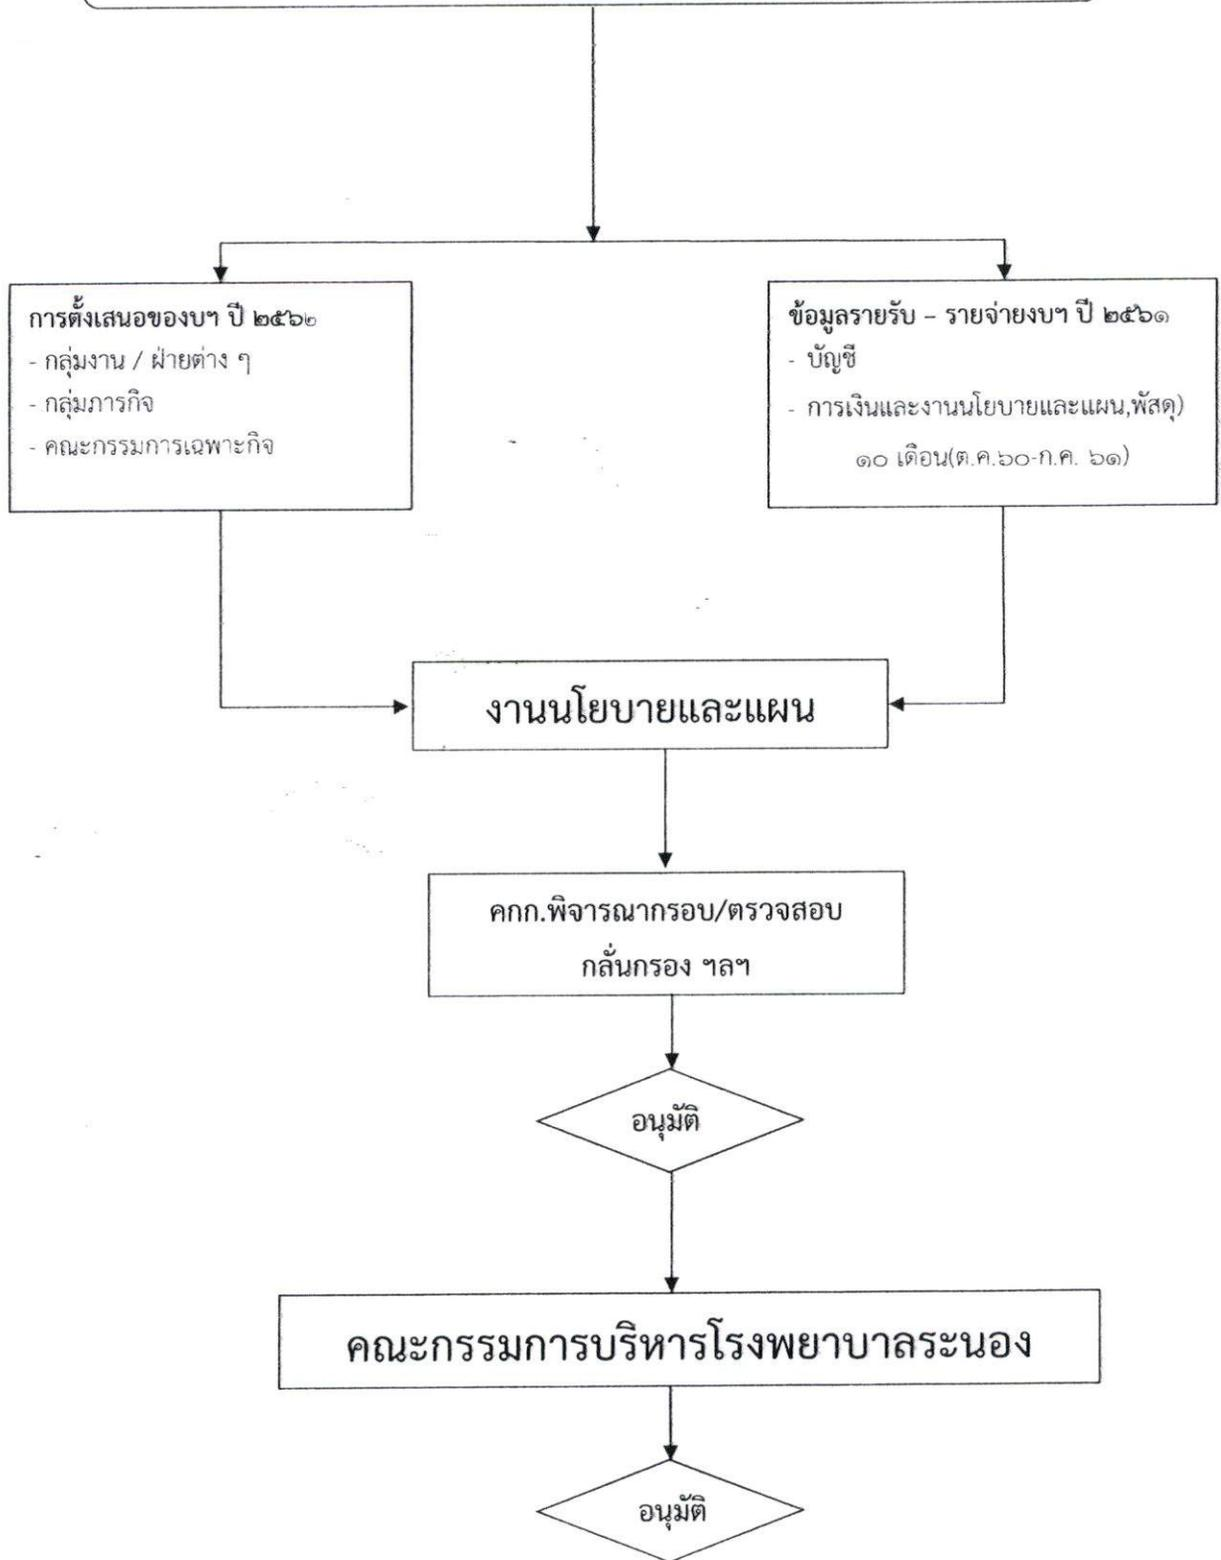 การตั้งเสนอของบฯ ปี ๒๕๖๒
- กลุ่มงาน / ฝ่ายต่าง ๆ
- กลุ่มภารกิจ
- คณะกรรมการเฉพาะกิจ
ข้อมูลรายรับ – รายจ่ายงบฯ ปี ๒๕๖๑
- บัญชี
- การเงินและงานนโยบายและแผน,พัสดุ)
๑๐ เดือน(ต.ค.๖๐-ก.ค. ๖๑)
งานนโยบายและแผน
คกก.พิจารณากรอบ/ตรวจสอบ
กลั่นกรอง ฯลฯ
อนุมัติ
คณะกรรมการบริหารโรงพยาบาลระนอง
อนุมัติ